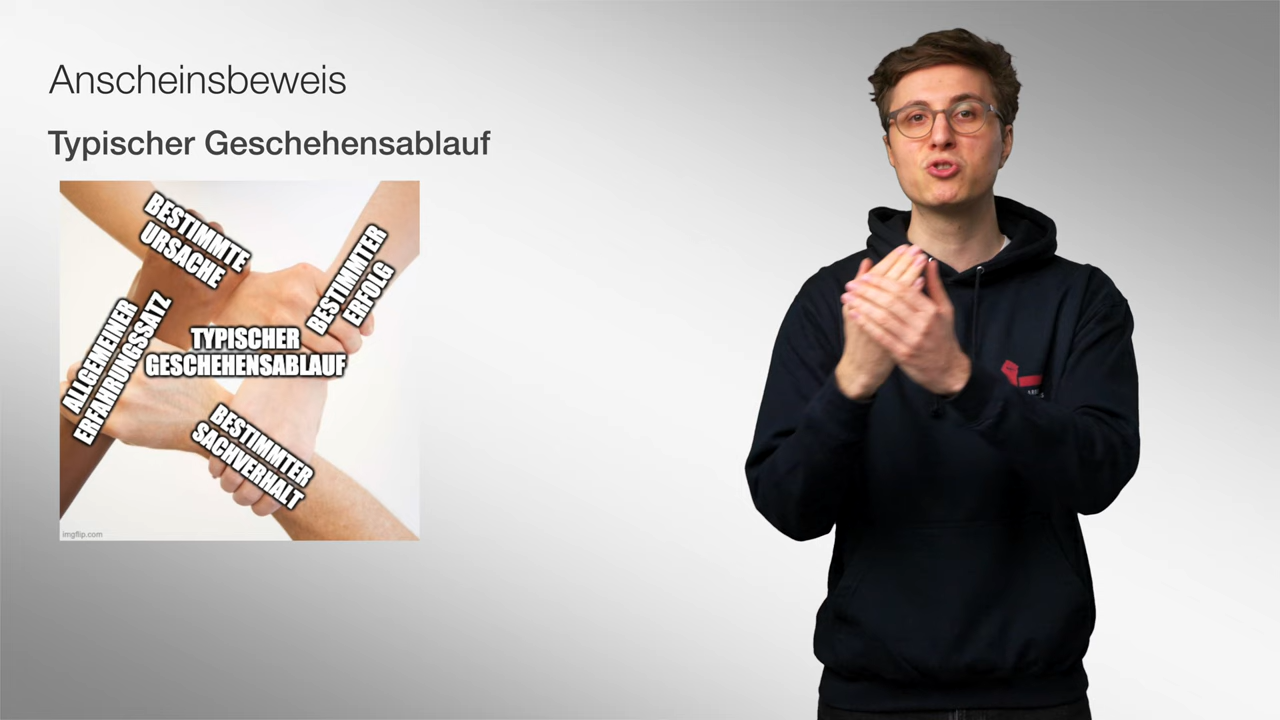 Anscheinsbeweis
Typischer Geschehensablauf
BESTIMMTE
URSACHE
BESTIMMTER
ERFOLG
ALLGEMEINER
ERFAHRUNGSSATZ
TYPISCHER
GESCHEHENSABLAUF
BESTIMMTER
SACHVERHALT
imgflip.com